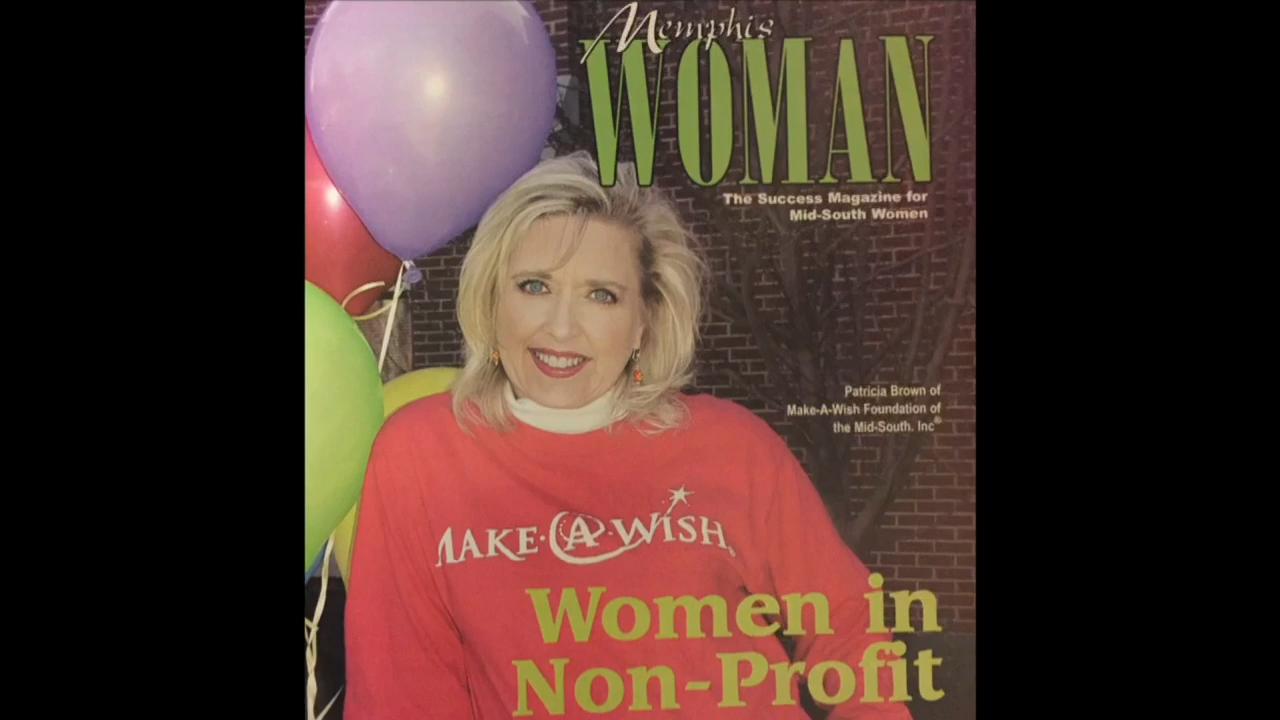 Memphis
WOMAN
The Success Magazine for
Mid-South Women
Patricia Brown of
Make-A-Wish Foundation of
the Mid-South. Inc®
MAKE·A·WISH®
Women in
Non-Profit